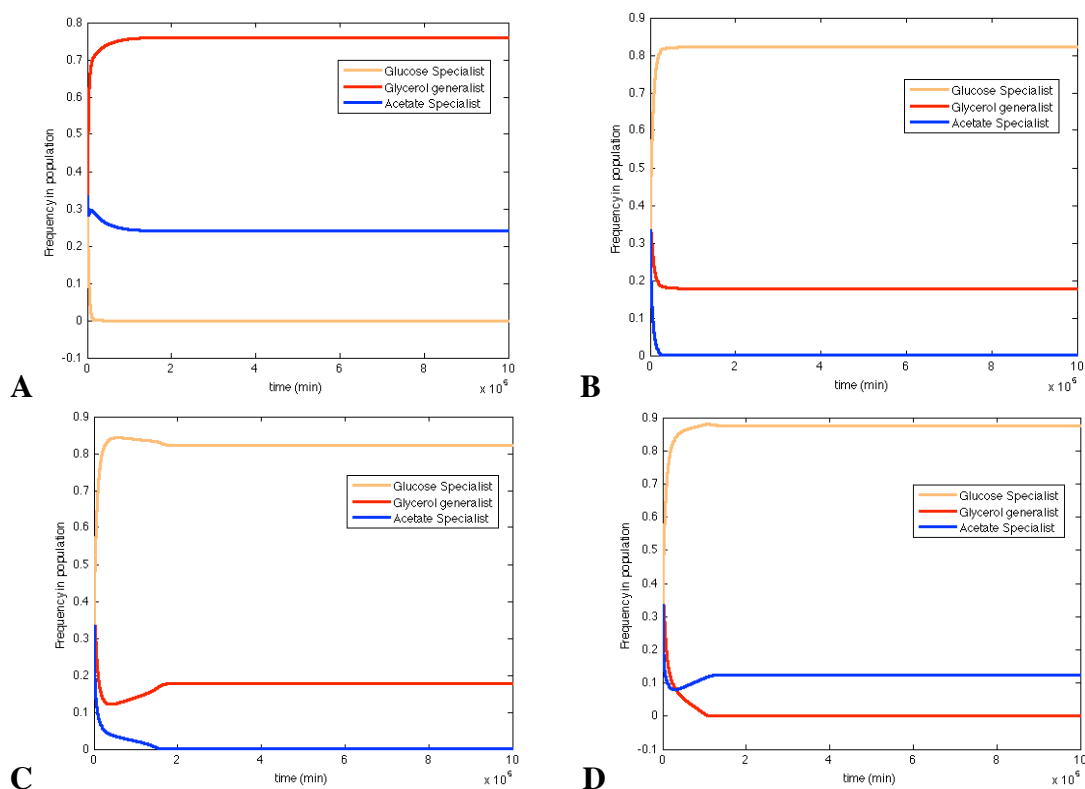 0.8
0.7
0.6
0.5
0.4
0.3
0.2
0.1
0
-0.1
Frequency in population
Glucose Specialist
Glycerol generalist
Acetate Specialist
0 2 4 6 8 10
time (min)
x 10^6
A
0.9
0.8
0.7
0.6
0.5
0.4
0.3
0.2
0.1
0
Frequency in population
Glucose Specialist
Glycerol generalist
Acetate Specialist
0 2 4 6 8 10
time (min)
x 10^6
B
0.9
0.8
0.7
0.6
0.5
0.4
0.3
0.2
0.1
0
Frequency in population
Glucose Specialist
Glycerol generalist
Acetate Specialist
0 2 4 6 8 10
time (min)
x 10^6
C
0.9
0.8
0.7
0.6
0.5
0.4
0.3
0.2
0.1
0
-0.1
Frequency in population
Glucose Specialist
Glycerol generalist
Acetate Specialist
0 2 4 6 8 10
time (min)
x 10^6
D